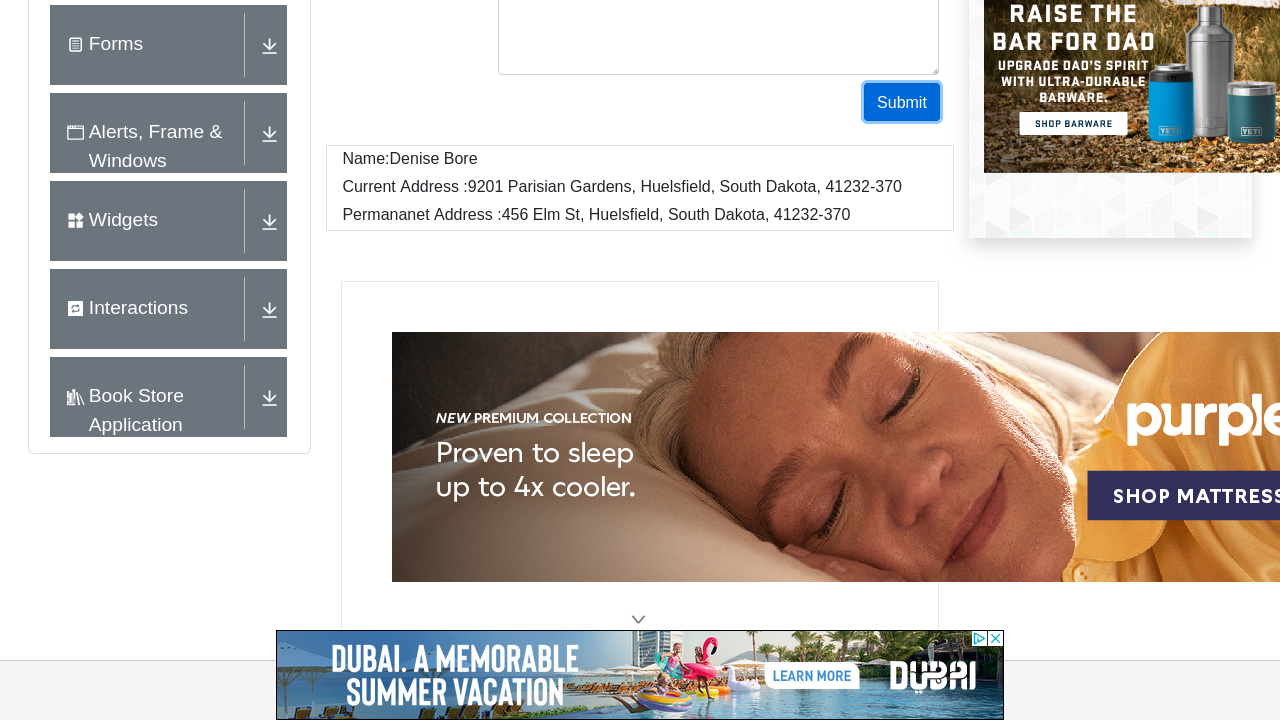 Forms
Alerts, Frame &
Windows
Widgets
Interactions
Book Store
Application
Submit
Name:Denise Bore
Current Address :9201 Parisian Gardens, Huelsfield, South Dakota, 41232-370
Permananet Address :456 Elm St, Huelsfield, South Dakota, 41232-370
RAISE THE
BAR FOR DAD
UPGRADE DAD'S SPIRIT
WITH ULTRA-DURABLE
BARWARE.
SHOP BARWARE
YETI
YETI
YETI
NEW PREMIUM COLLECTION
Proven to sleep
up to 4x cooler.
purple
SHOP MATTRESS
DUBAI. A MEMORABLE
SUMMER VACATION
LEARN MORE
DUBAI